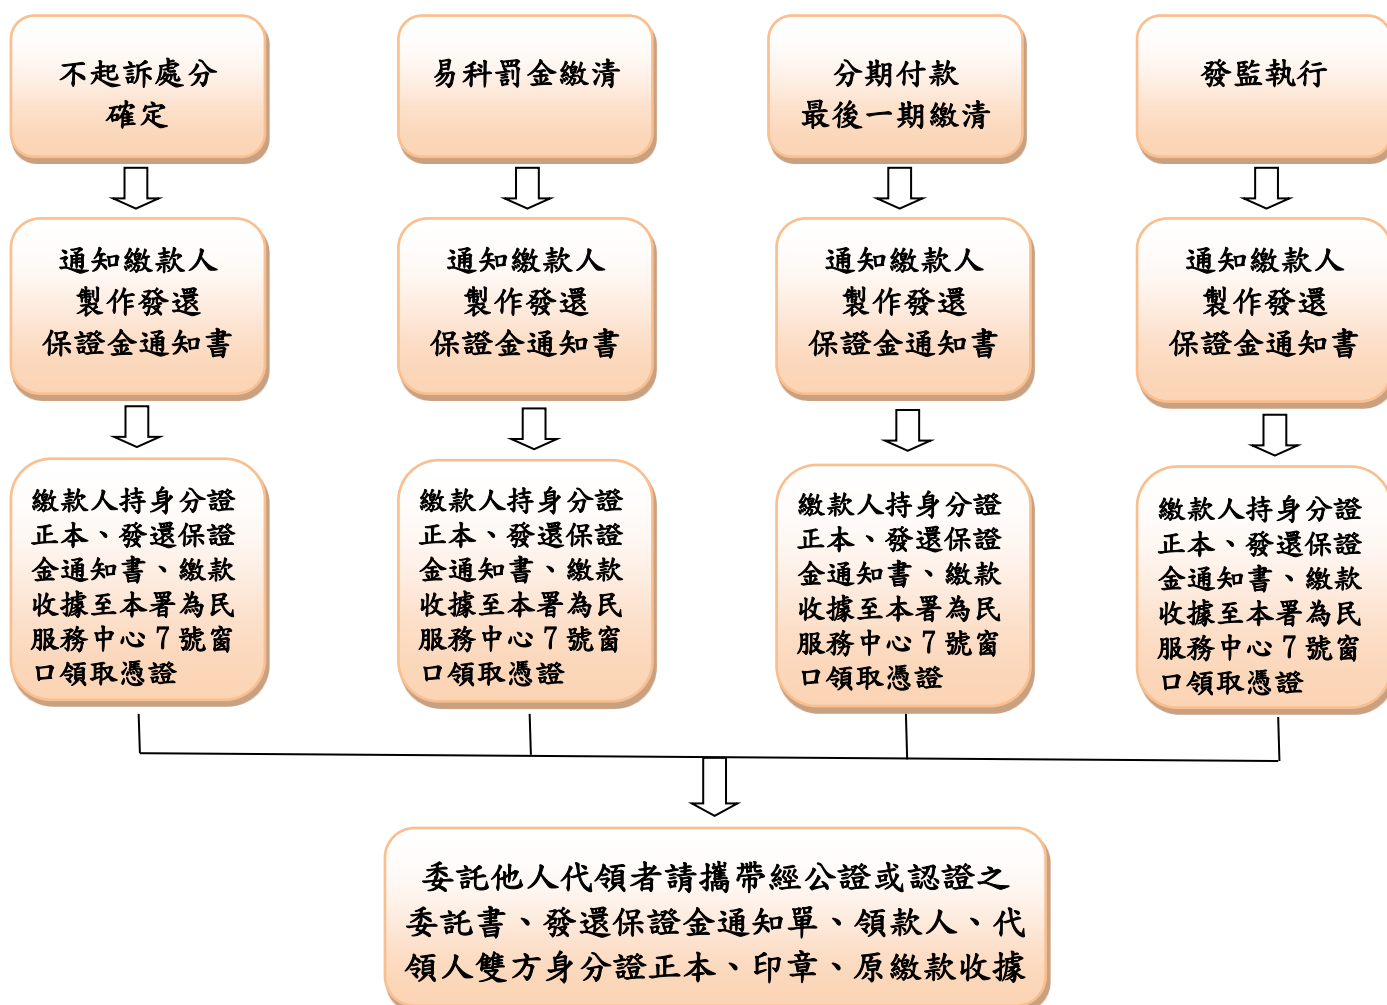 不起訴處分
確定
易科罰金繳清
分期付款
最後一期繳清
發監執行
通知繳款人
製作發還
保證金通知書
通知繳款人
製作發還
保證金通知書
通知繳款人
製作發還
保證金通知書
通知繳款人
製作發還
保證金通知書
繳款人持身分證
正本、發還保證
金通知書、繳款
收據至本署為民
服務中心7號窗
口領取憑證
繳款人持身分證
正本、發還保證
金通知書、繳款
收據至本署為民
服務中心7號窗
口領取憑證
繳款人持身分證
正本、發還保證
金通知書、繳款
收據至本署為民
服務中心7號窗
口領取憑證
繳款人持身分證
正本、發還保證
金通知書、繳款
收據至本署為民
服務中心7號窗
口領取憑證
委託他人代領者請攜帶經公證或認證之
委託書、發還保證金通知單、領款人、代
領人雙方身分證正本、印章、原繳款收據